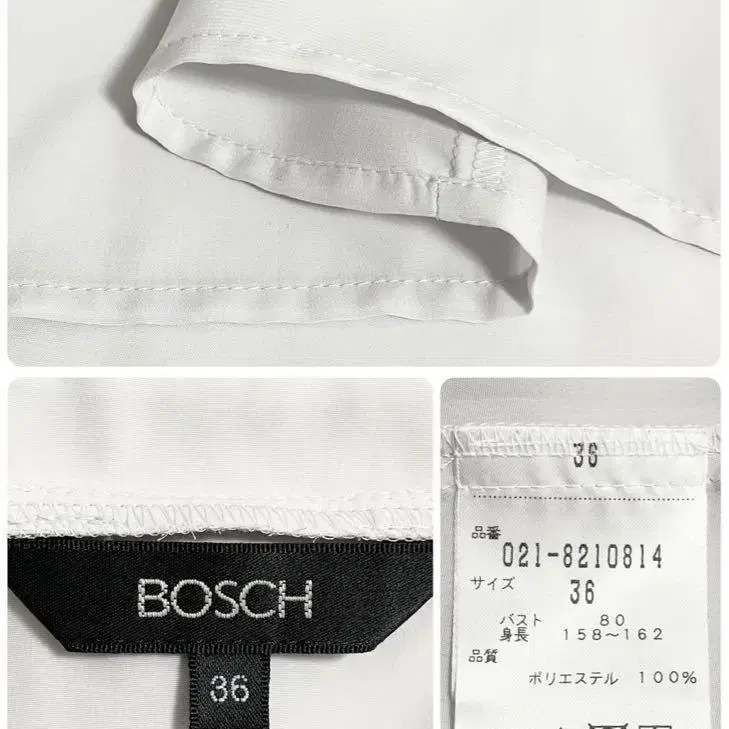 BOSCH
36
36
品番
021-8210814
サイズ
36
バスト 80
身長 158～162
品質
ポリエステル 100%